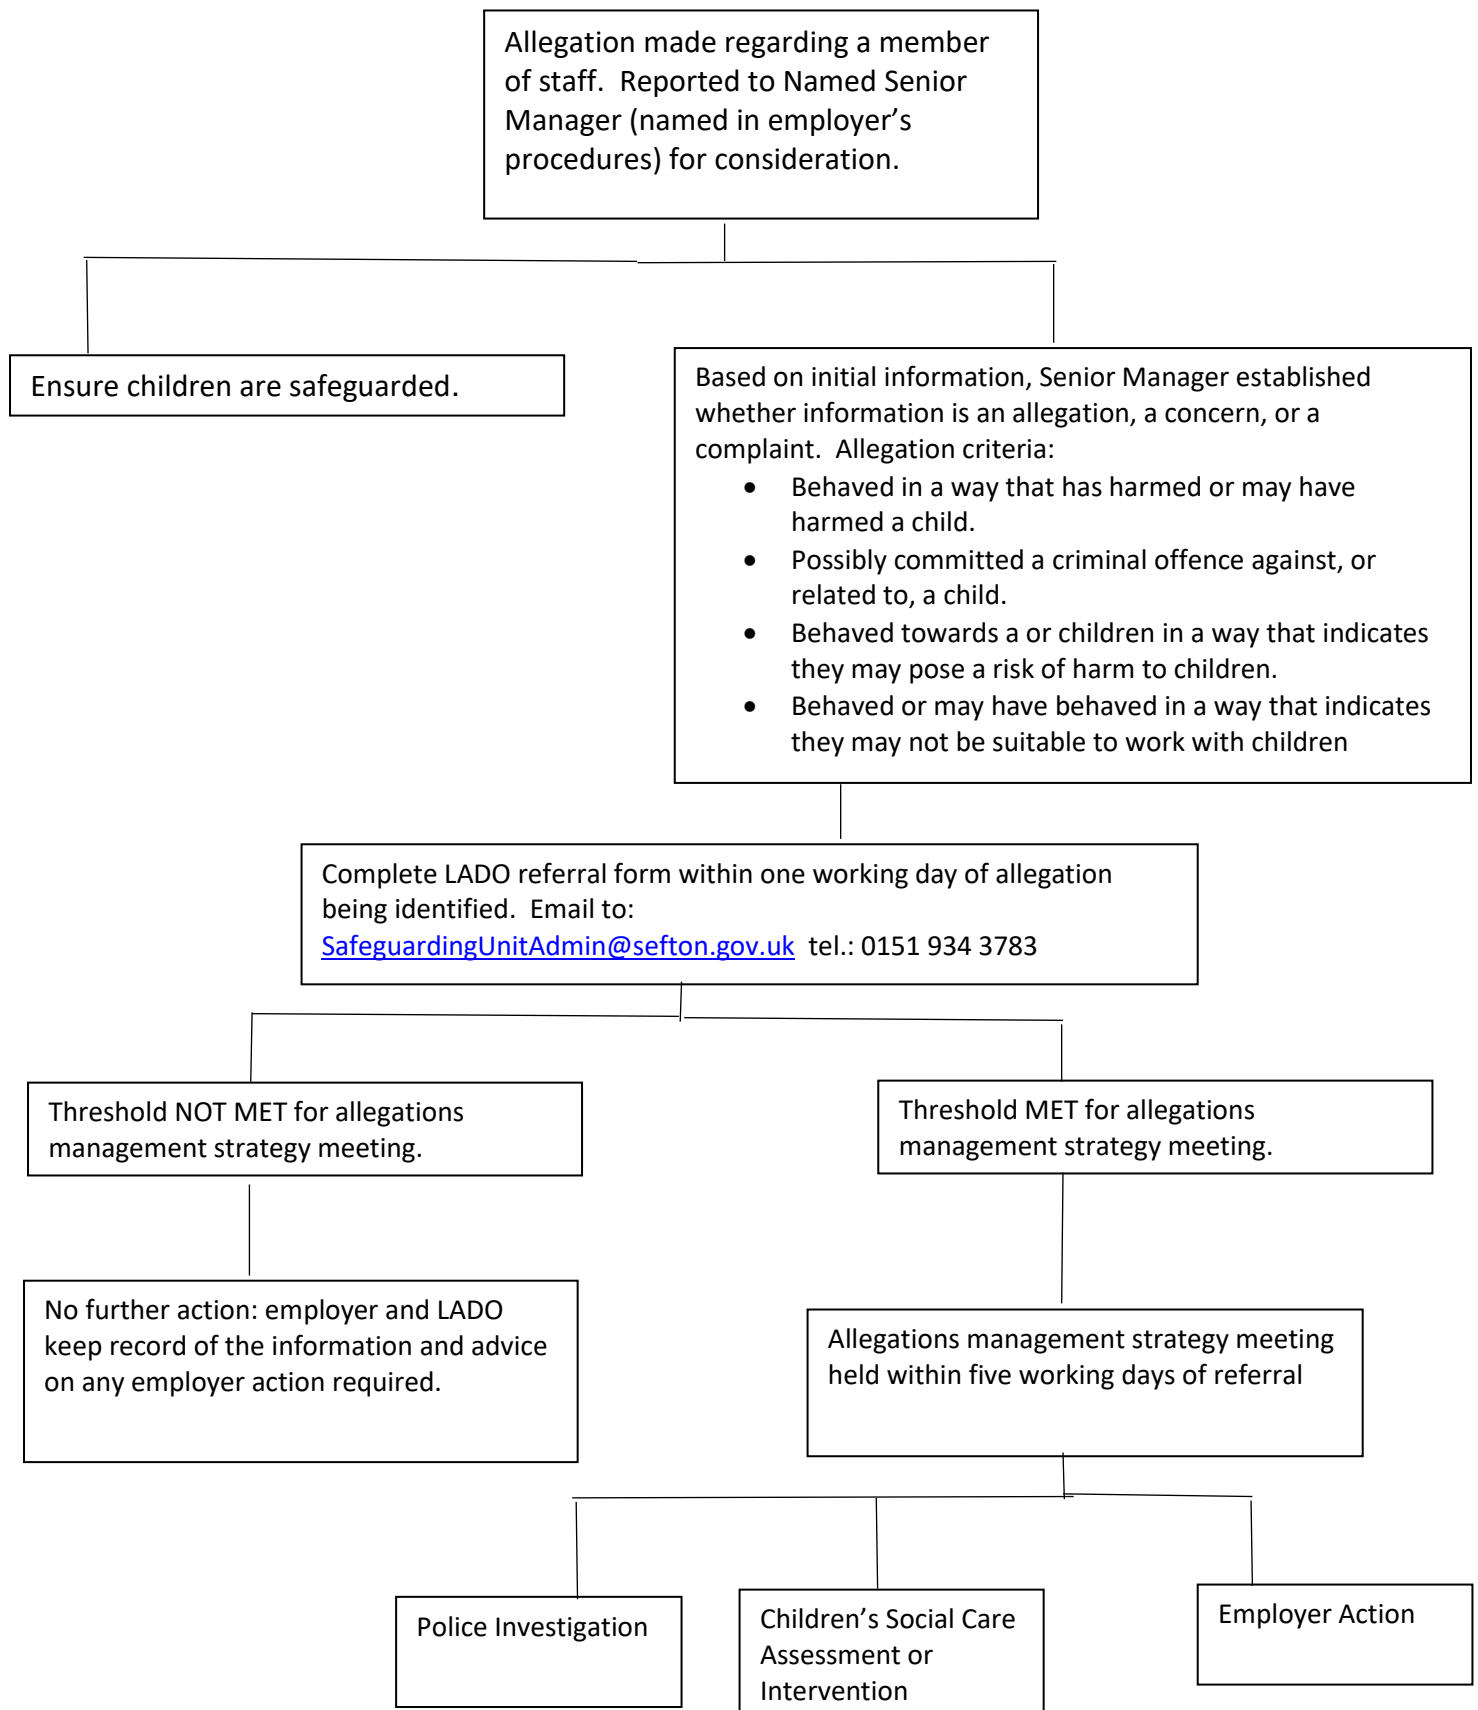 Allegation made regarding a member
of staff.  Reported to Named Senior
Manager (named in employer’s
procedures) for consideration.
Ensure children are safeguarded.
Based on initial information, Senior Manager established
whether information is an allegation, a concern, or a
complaint.  Allegation criteria:
• Behaved in a way that has harmed or may have
harmed a child.
• Possibly committed a criminal offence against, or
related to, a child.
• Behaved towards a or children in a way that indicates
they may pose a risk of harm to children.
• Behaved or may have behaved in a way that indicates
they may not be suitable to work with children
Complete LADO referral form within one working day of allegation
being identified.  Email to:
SafeguardingUnitAdmin@sefton.gov.uk  tel.: 0151 934 3783
Threshold NOT MET for allegations
management strategy meeting.
Threshold MET for allegations
management strategy meeting.
No further action: employer and LADO
keep record of the information and advice
on any employer action required.
Allegations management strategy meeting
held within five working days of referral
Police Investigation
Children’s Social Care
Assessment or
Intervention
Employer Action